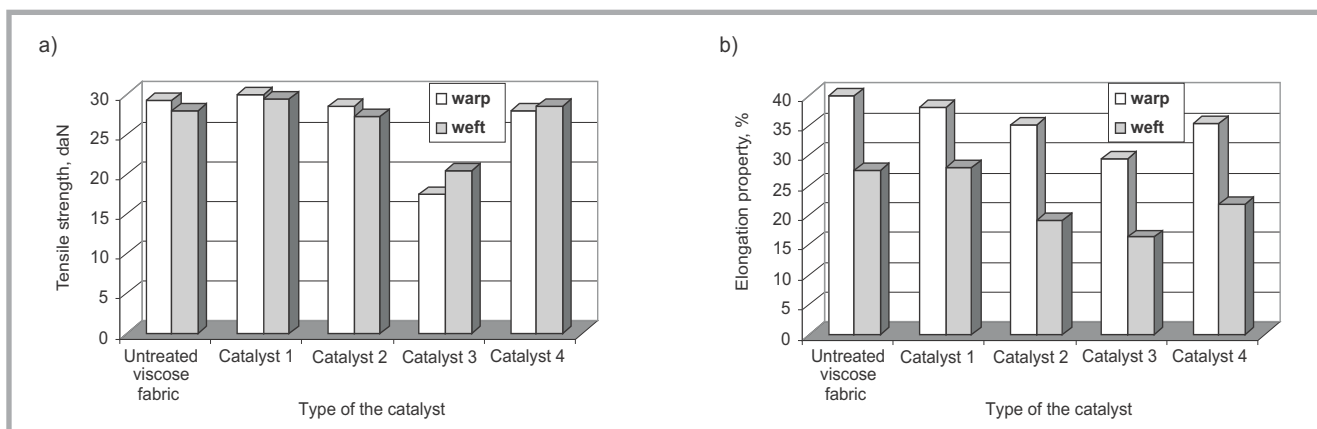 a)
Tensile strength, daN
30
25
20
15
10
5
0
warp
weft
Untreated
viscose
fabric
Catalyst 1
Catalyst 2
Catalyst 3
Catalyst 4
Type of the catalyst
b)
Elongation property, %
40
35
30
25
20
15
10
5
0
warp
weft
Untreated
viscose
fabric
Catalyst 1
Catalyst 2
Catalyst 3
Catalyst 4
Type of the catalyst